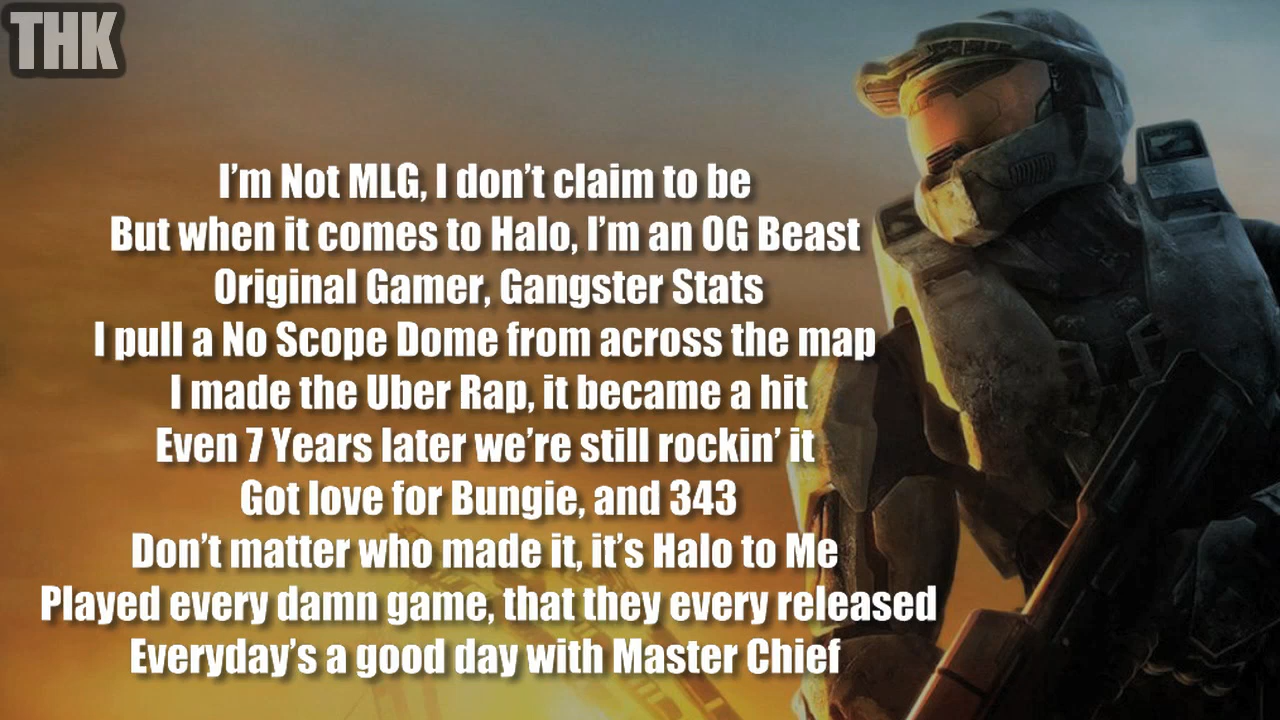 THK
I'm Not MLG, I don't claim to be
But when it comes to Halo, I'm an OG Beast
Original Gamer, Gangster Stats
I pull a No Scope Dome from across the map
I made the Uber Rap, it became a hit
Even 7 Years later we're still rockin' it
Got love for Bungie, and 343
Don't matter who made it, it's Halo to Me
Played every damn game, that they every released
Everyday's a good day with Master Chief